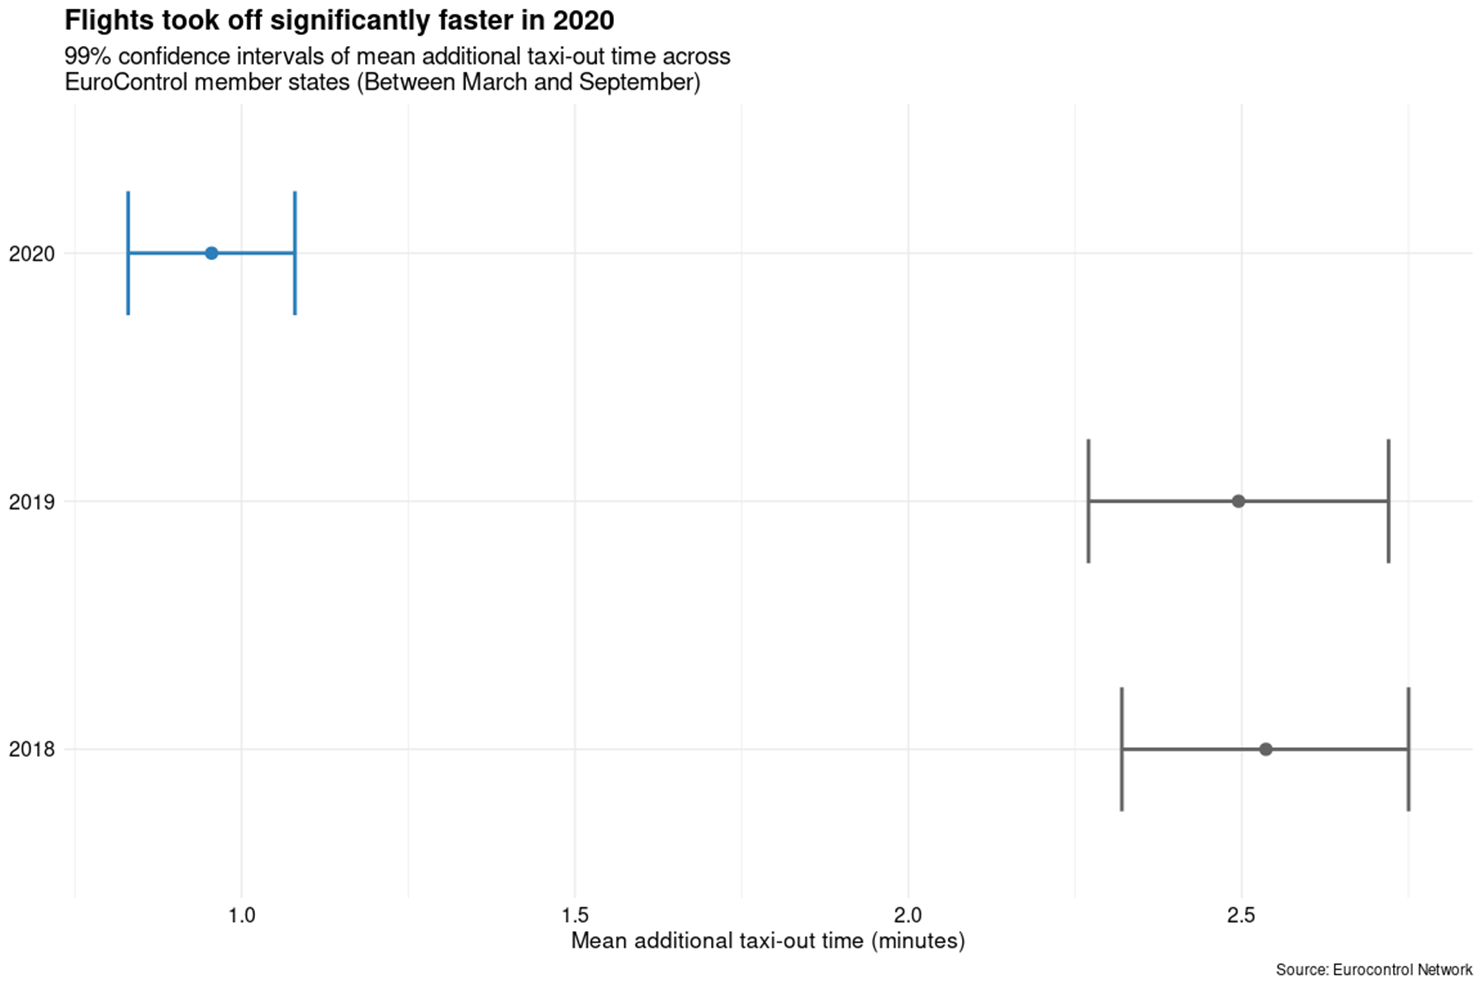 Flights took off significantly faster in 2020
99% confidence intervals of mean additional taxi-out time across
EuroControl member states (Between March and September)
2020
2019
2018
1.0 1.5 2.0 2.5
Mean additional taxi-out time (minutes)
Source: Eurocontrol Network